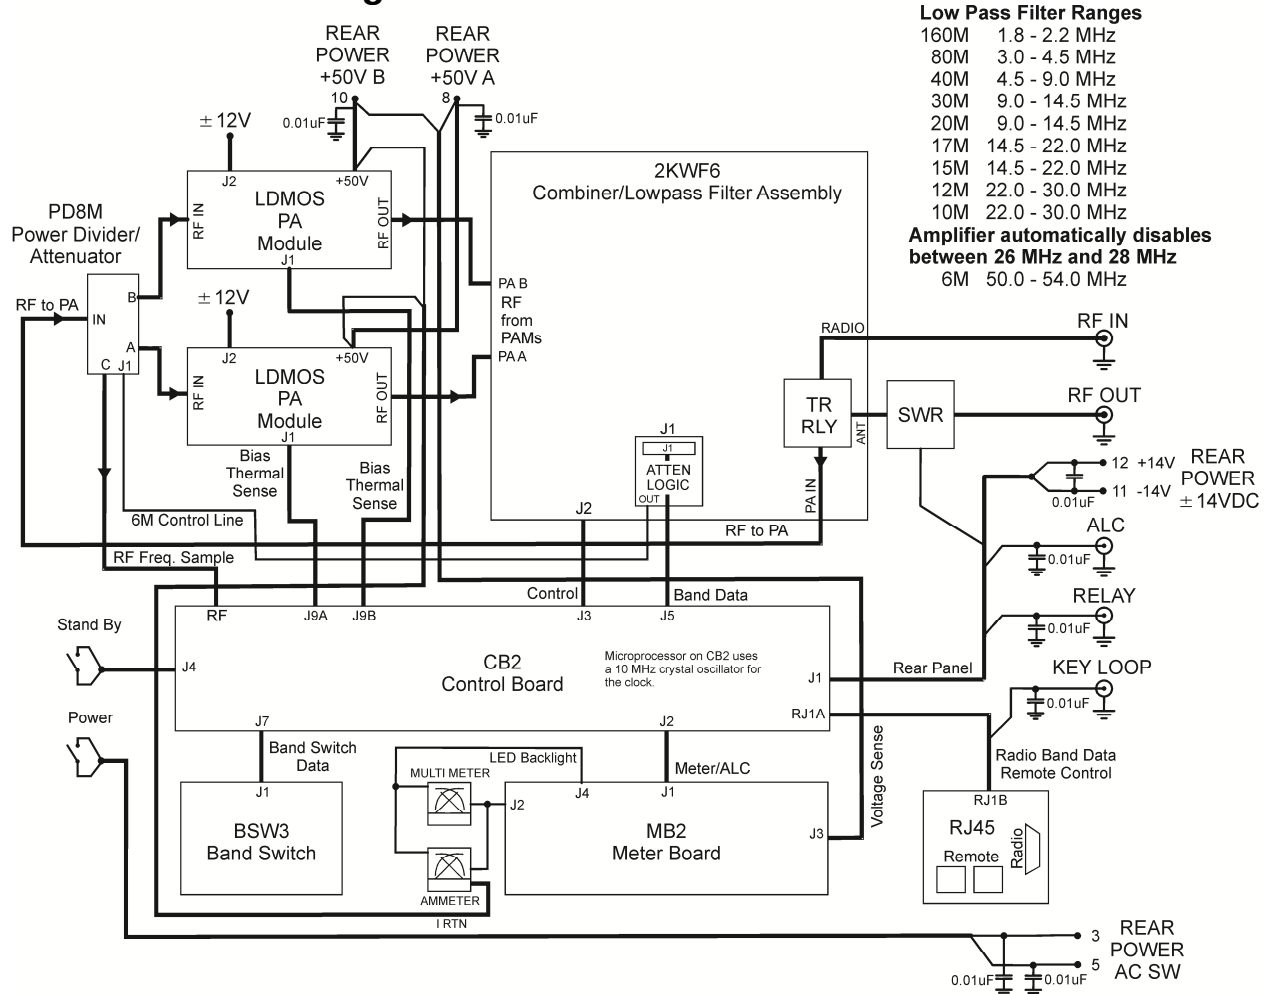 REAR
POWER
+50V B
REAR
POWER
+50V A
10
8
0.01uF
0.01uF
Low Pass Filter Ranges
160M 1.8 - 2.2 MHz
80M 3.0 - 4.5 MHz
40M 4.5 - 9.0 MHz
30M 9.0 - 14.5 MHz
20M 9.0 - 14.5 MHz
17M 14.5 - 22.0 MHz
15M 14.5 - 22.0 MHz
12M 22.0 - 30.0 MHz
10M 22.0 - 30.0 MHz
Amplifier automatically disables
between 26 MHz and 28 MHz
6M 50.0 - 54.0 MHz
± 12V
J2
+50V
LDMOS
PA
Module
RF IN
RF OUT
J1
PD8M
Power Divider/
Attenuator
RF to PA
IN
B
A
C J1
± 12V
J2
+50V
LDMOS
PA
Module
RF IN
RF OUT
J1
Bias
Thermal
Sense
Bias
Thermal
Sense
2KWF6
Combiner/Lowpass Filter Assembly
PA B
RF
from
PAMs
PA A
RADIO
TR
RLY
ANT
PA IN
J1
J1
ATTEN
LOGIC
OUT
J2
RF to PA
SWR
RF IN
RF OUT
12 +14V
11 -14V
0.01uF
REAR
POWER
± 14VDC
ALC
0.01uF
RELAY
0.01uF
KEY LOOP
0.01uF
6M Control Line
RF Freq. Sample
Control
Band Data
RF
J9A
J9B
J3
J5
Stand By
J4
CB2
Control Board
Microprocessor on CB2 uses
a 10 MHz crystal oscillator for
the clock.
J1
Rear Panel
RJ1A
J7
J2
Power
Band Switch
Data
LED Backlight
Meter/ALC
MULTI METER
J1
BSW3
Band Switch
J2
J4
J1
MB2
Meter Board
J3
Voltage Sense
AMMETER
I RTN
Radio Band Data
Remote Control
RJ1B
RJ45
Remote
Radio
3
5
REAR
POWER
AC SW
0.01uF
0.01uF